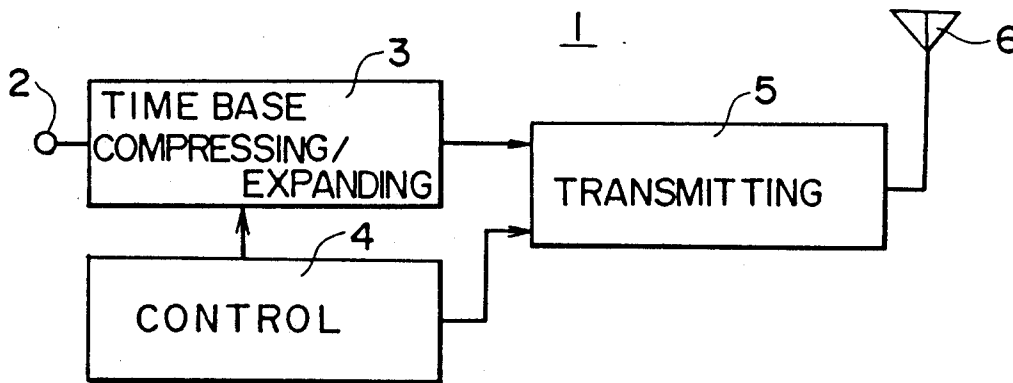 1
2
3
TIME BASE
COMPRESSING/
EXPANDING
4
CONTROL
5
TRANSMITTING
6